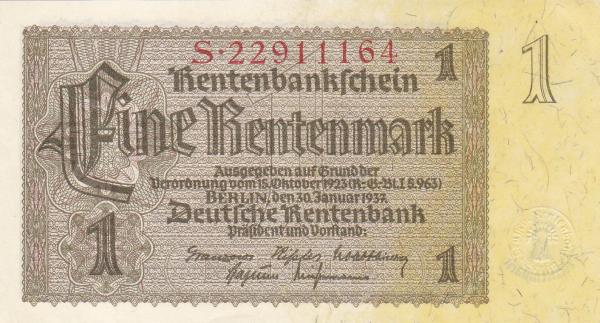 S·22911164
1
1
Rentenbankschein
Eine Rentenmark
Ausgegeben auf Grund der
Verordnung vom 15. Oktober 1923 (R-G-Bl.I S.963)
BERLIN, den 30. Januar 1937.
Deutsche Rentenbank
Präsident und Vorstand:
1
1